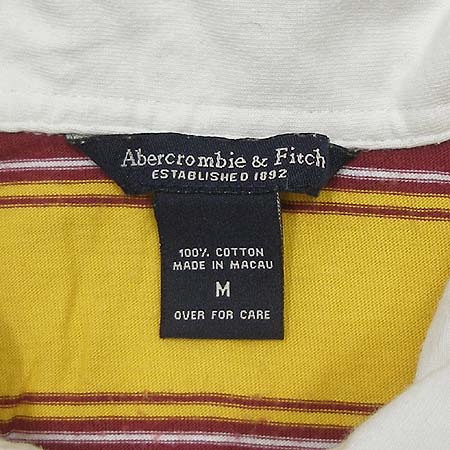 Abercrombie & Fitch
ESTABLISHED 1892
100% COTTON
MADE IN MACAU
M
OVER FOR CARE